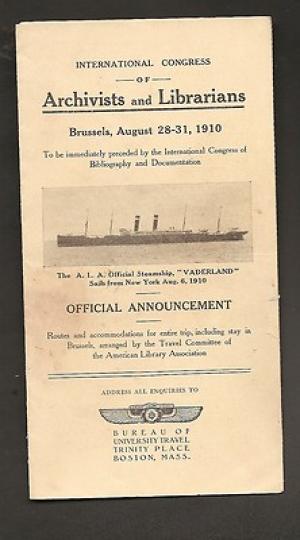 INTERNATIONAL CONGRESS
OF
Archivists and Librarians
Brussels, August 28-31, 1910
To be immediately preceded by the International Congress of
Bibliography and Documentation
The A. L. A. Official Steamship, "VADERLAND"
Sails from New York Aug. 6, 1910
OFFICIAL ANNOUNCEMENT
Routes and accommodations for entire trip, including stay in
Brussels, arranged by the Travel Committee of
the American Library Association
ADDRESS ALL ENQUIRIES TO
BUREAU OF
UNIVERSITY TRAVEL
TRINITY PLACE
BOSTON, MASS.